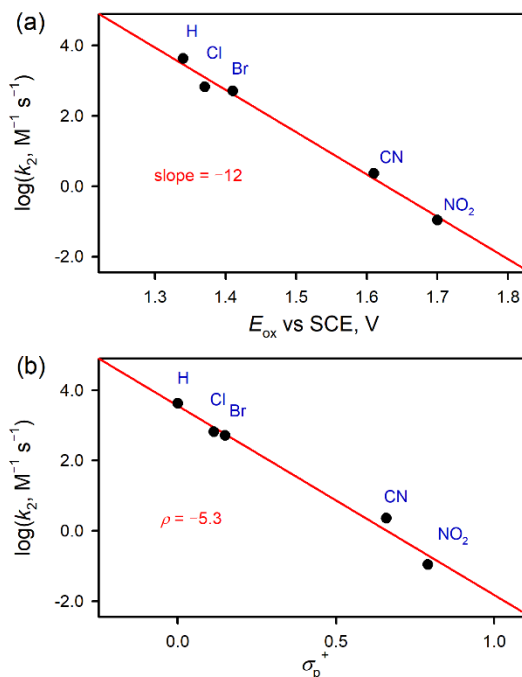 (a)
log(k₂, M⁻¹ s⁻¹)
4.0
2.0
0.0
-2.0
H
Cl
Br
CN
NO₂
slope = −12
1.3 1.4 1.5 1.6 1.7 1.8
Eₒₓ vs SCE, V
(b)
log(k₂, M⁻¹ s⁻¹)
4.0
2.0
0.0
-2.0
H
Cl
Br
CN
NO₂
ρ = −5.3
0.0 0.5 1.0
σₚ⁺